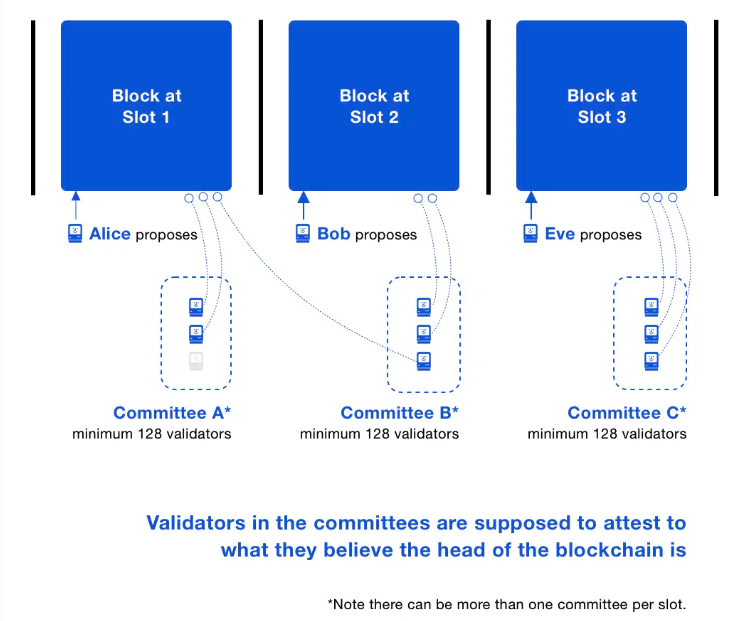 Block at
Slot 1
Block at
Slot 2
Block at
Slot 3
Alice proposes
Bob proposes
Eve proposes
Committee A*
minimum 128 validators
Committee B*
minimum 128 validators
Committee C*
minimum 128 validators
Validators in the committees are supposed to attest to
what they believe the head of the blockchain is
*Note there can be more than one committee per slot.